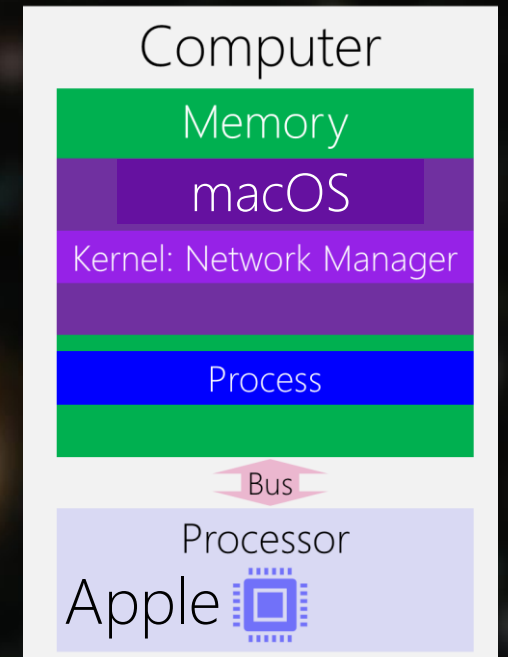 Computer
Memory
macOS
Kernel: Network Manager
Process
Bus
Processor
Apple